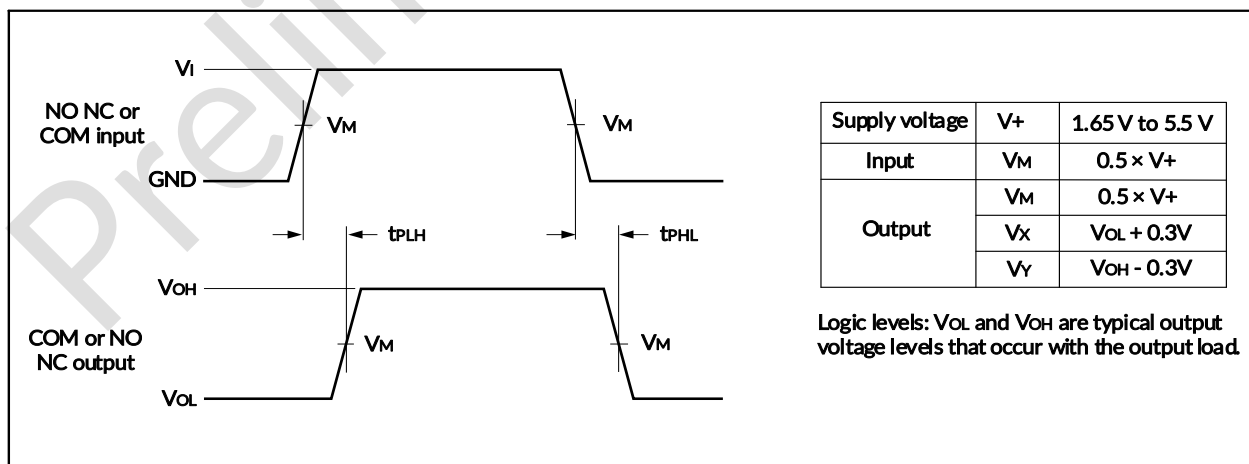 Prelim
VI
NO NC or
COM input
VM
VM
GND
tPLH
tPHL
VOH
COM or NO
NC output
VM
VM
VOL
Supply voltage V+ 1.65 V to 5.5 V
Input VM 0.5 × V+
Output VM 0.5 × V+
VX VOL + 0.3V
VY VOH - 0.3V
Logic levels: VOL and VOH are typical output
voltage levels that occur with the output load.